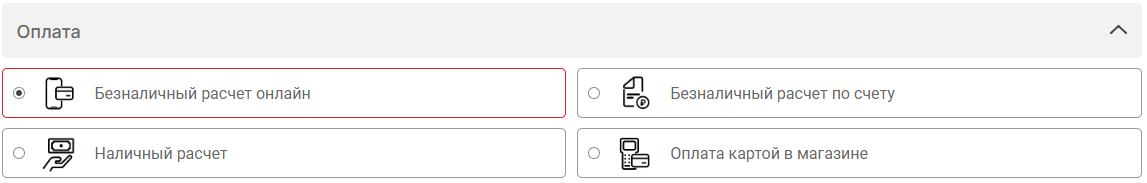 Оплата
Безналичный расчет онлайн
Безналичный расчет по счету
Наличный расчет
Оплата картой в магазине